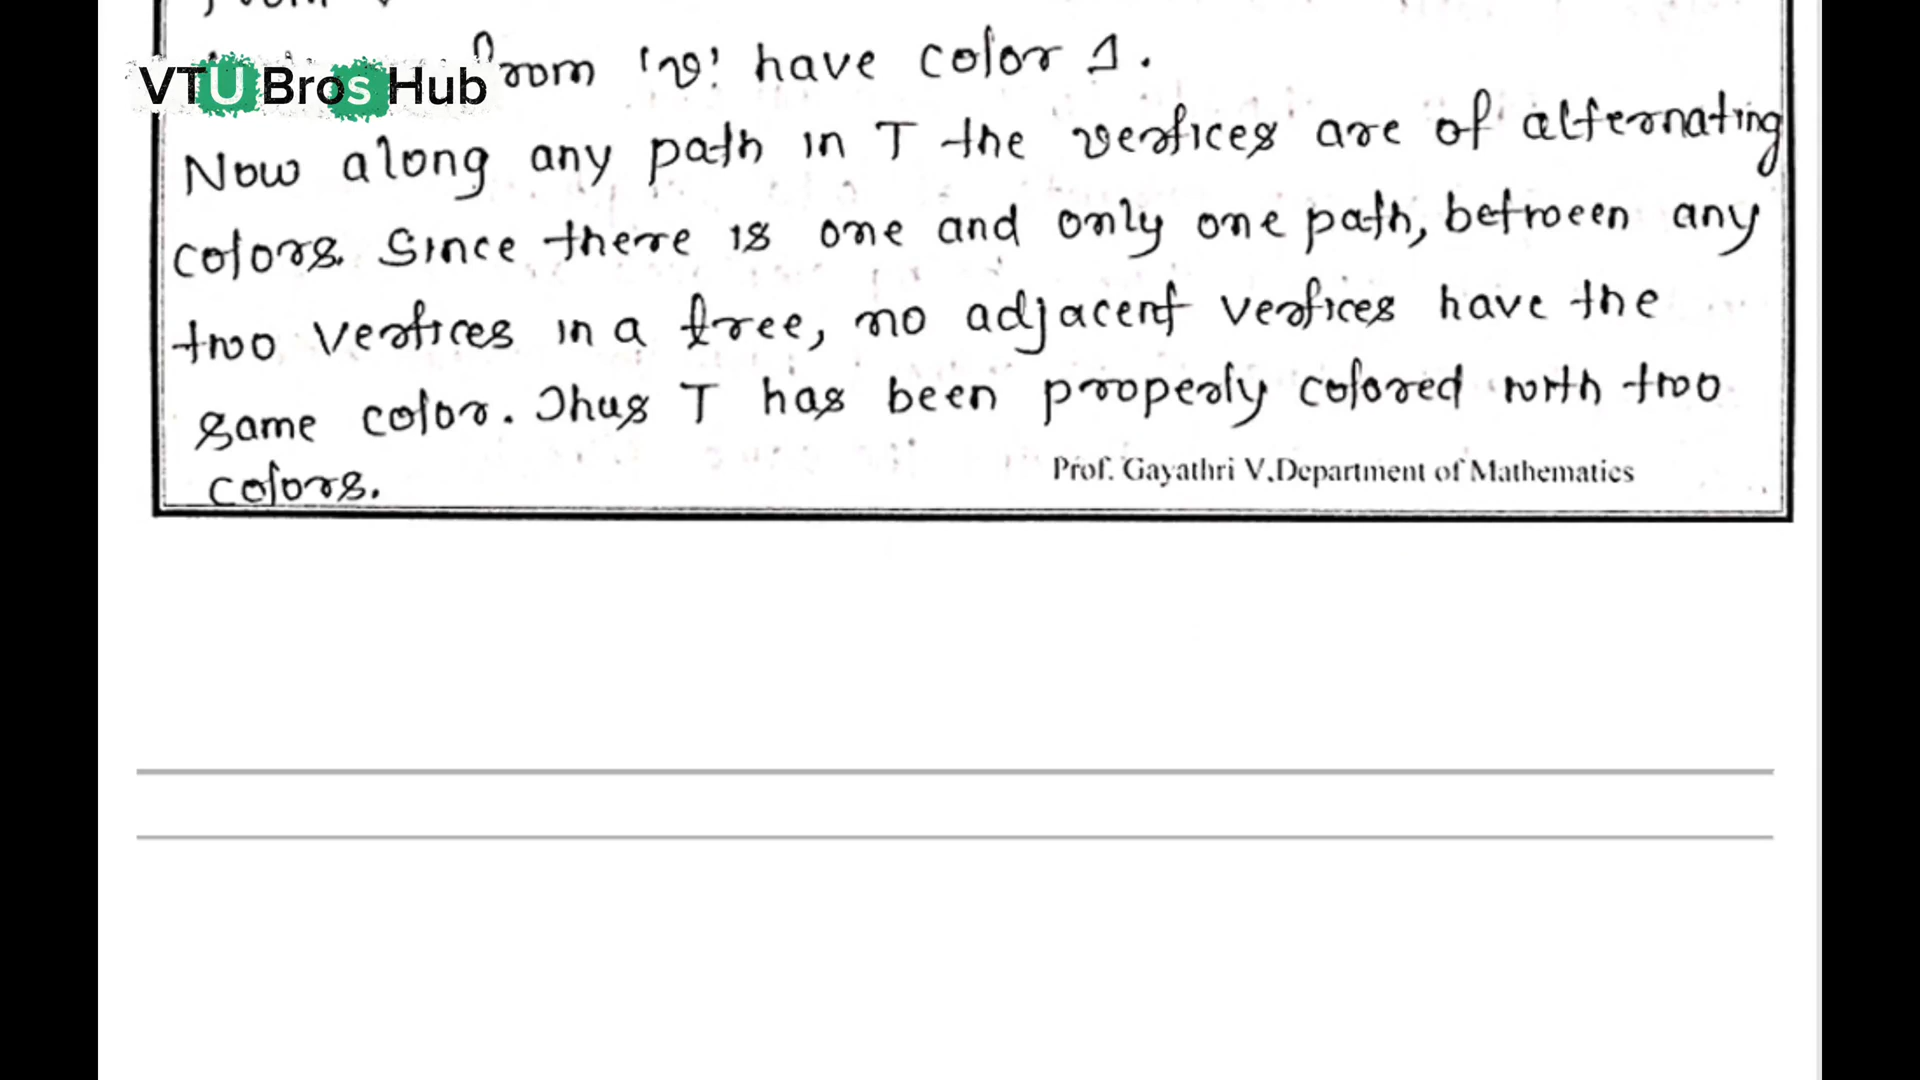 from 'v' have color 1.
VTU Bros Hub
Now along any path in T the vertices are of alternating
colors. Since there is one and only one path, between any
two vertices in a tree, no adjacent vertices have the
same color. Thus T has been properly colored with two
colors.
Prof. Gayathri V.Department of Mathematics